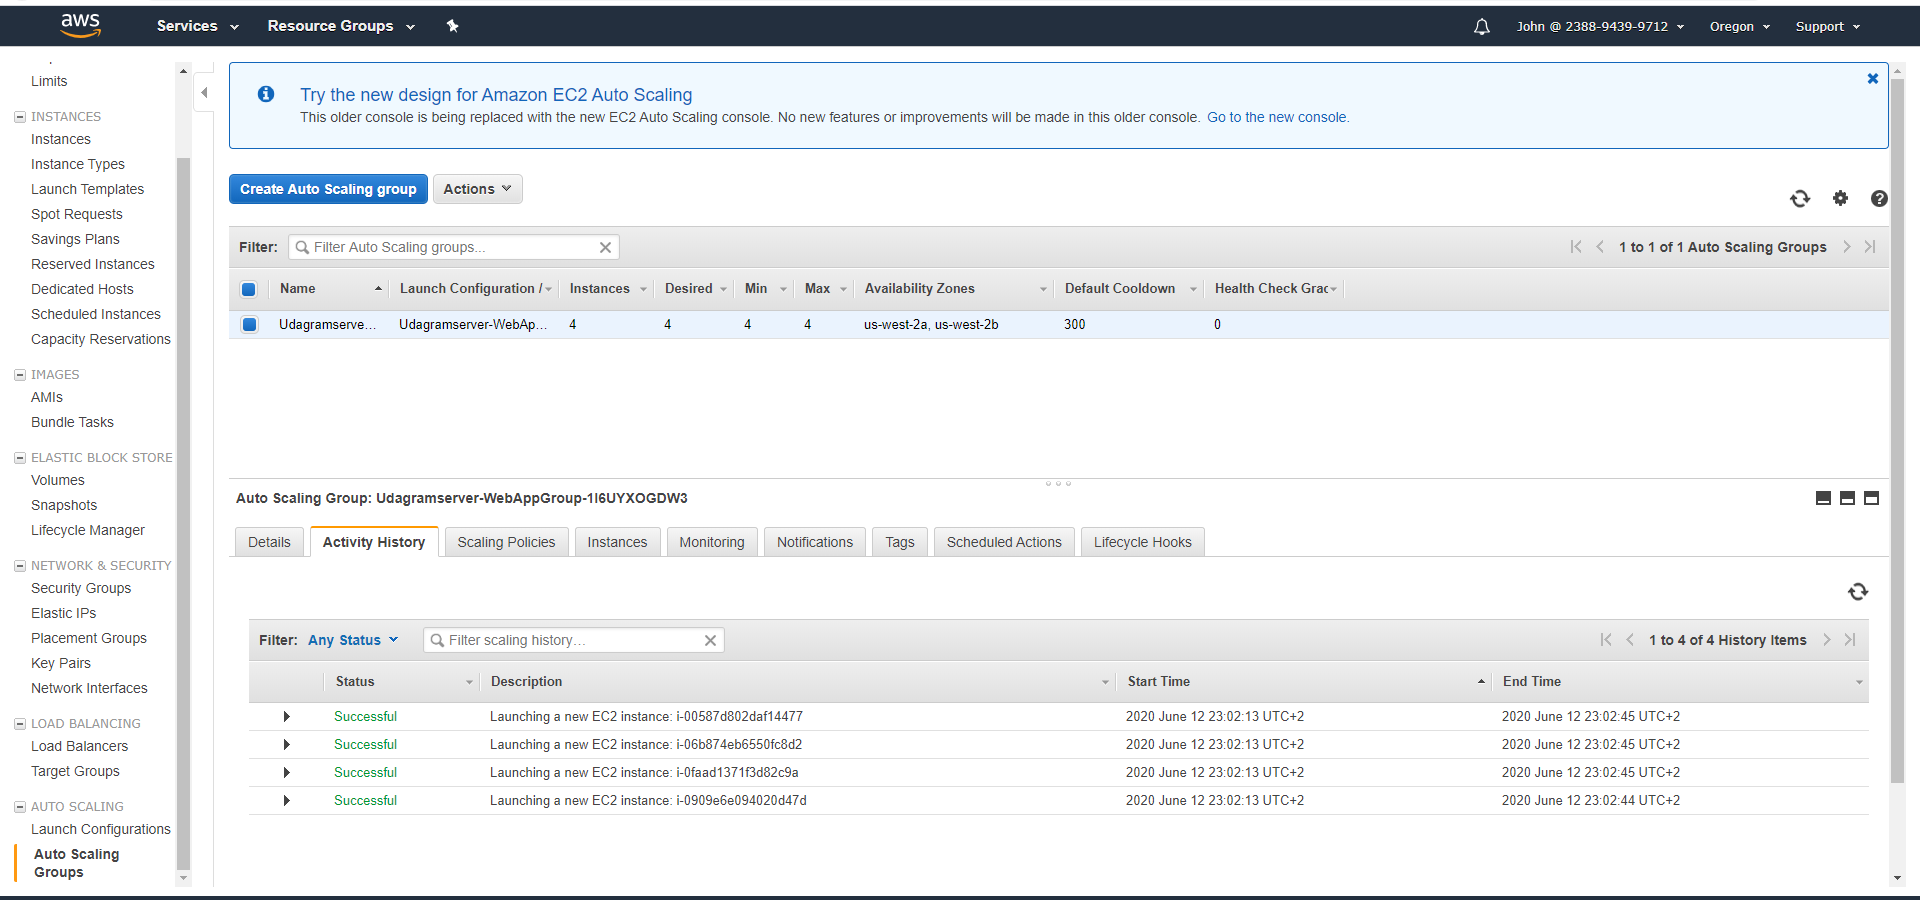 aws Services Resource Groups John @ 2388-9439-9712 Oregon Support
Limits
INSTANCES
Instances
Instance Types
Launch Templates
Spot Requests
Savings Plans
Reserved Instances
Dedicated Hosts
Scheduled Instances
Capacity Reservations
IMAGES
AMIs
Bundle Tasks
ELASTIC BLOCK STORE
Volumes
Snapshots
Lifecycle Manager
NETWORK & SECURITY
Security Groups
Elastic IPs
Placement Groups
Key Pairs
Network Interfaces
LOAD BALANCING
Load Balancers
Target Groups
AUTO SCALING
Launch Configurations
Auto Scaling
Groups
Try the new design for Amazon EC2 Auto Scaling
This older console is being replaced with the new EC2 Auto Scaling console. No new features or improvements will be made in this older console. Go to the new console.
Create Auto Scaling group Actions
Filter: Filter Auto Scaling groups... 1 to 1 of 1 Auto Scaling Groups
Name Launch Configuration / Instances Desired Min Max Availability Zones Default Cooldown Health Check Grac
Udagramserve... Udagramserver-WebAp... 4 4 4 4 us-west-2a, us-west-2b 300 0
Auto Scaling Group: Udagramserver-WebAppGroup-1I6UYXOGDW3
Details Activity History Scaling Policies Instances Monitoring Notifications Tags Scheduled Actions Lifecycle Hooks
Filter: Any Status Filter scaling history... 1 to 4 of 4 History Items
Status Description Start Time End Time
Successful Launching a new EC2 instance: i-00587d802daf14477 2020 June 12 23:02:13 UTC+2 2020 June 12 23:02:45 UTC+2
Successful Launching a new EC2 instance: i-06b874eb6550fc8d2 2020 June 12 23:02:13 UTC+2 2020 June 12 23:02:45 UTC+2
Successful Launching a new EC2 instance: i-0faad1371f3d82c9a 2020 June 12 23:02:13 UTC+2 2020 June 12 23:02:45 UTC+2
Successful Launching a new EC2 instance: i-0909e6e094020d47d 2020 June 12 23:02:13 UTC+2 2020 June 12 23:02:44 UTC+2